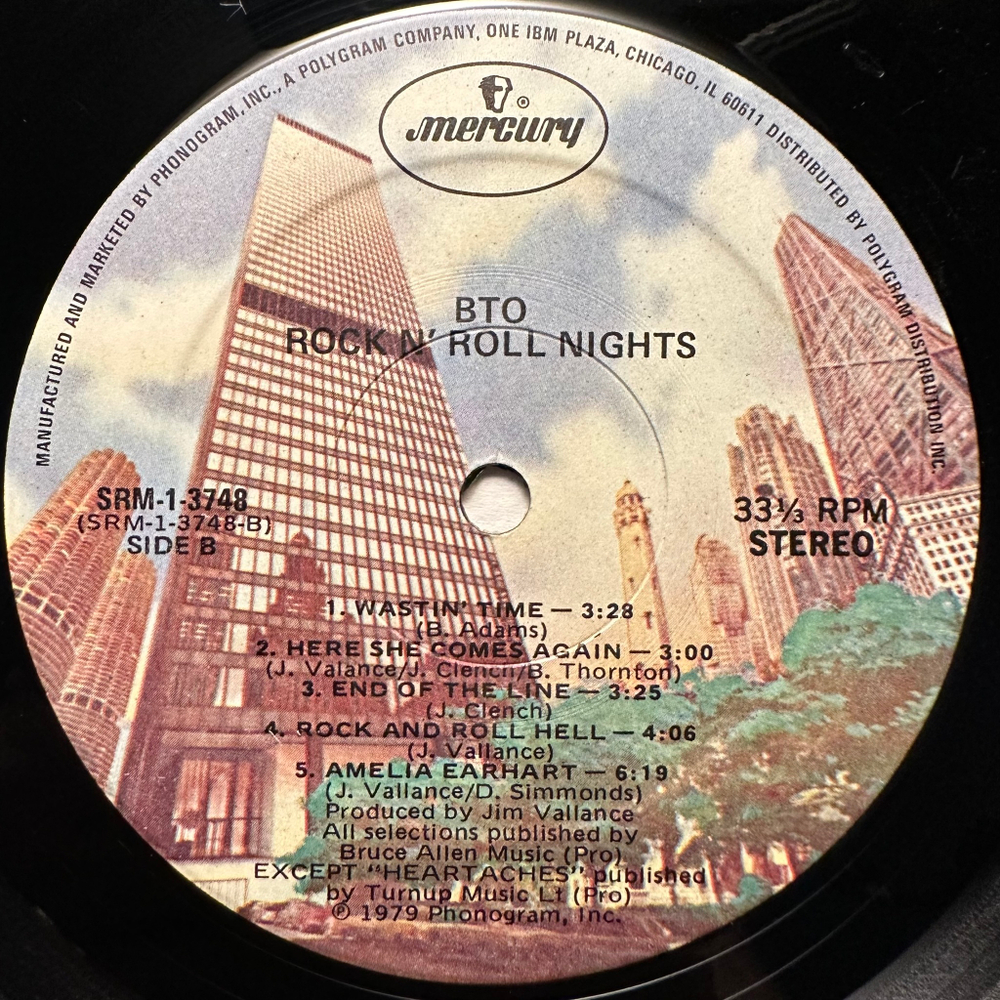 MANUFACTURED AND MARKETED BY PHONOGRAM, INC., A POLYGRAM COMPANY, ONE IBM PLAZA, CHICAGO, IL 60611 DISTRIBUTED BY POLYGRAM DISTRIBUTION INC.
®
mercury
BTO
ROCK N' ROLL NIGHTS
SRM-1-3748
(SRM-1-3748-B)
SIDE B
33⅓ RPM
STEREO
1. WASTIN' TIME — 3:28
(B. Adams)
2. HERE SHE COMES AGAIN — 3:00
(J. Valance/J. Clench/B. Thornton)
3. END OF THE LINE — 3:25
(J. Clench)
4. ROCK AND ROLL HELL — 4:06
(J. Vallance)
5. AMELIA EARHART — 6:19
(J. Vallance/D. Simmonds)
Produced by Jim Vallance
All selections published by
Bruce Allen Music (Pro)
EXCEPT "HEARTACHES" published
by Turnup Music Lt (Pro)
℗ 1979 Phonogram, Inc.